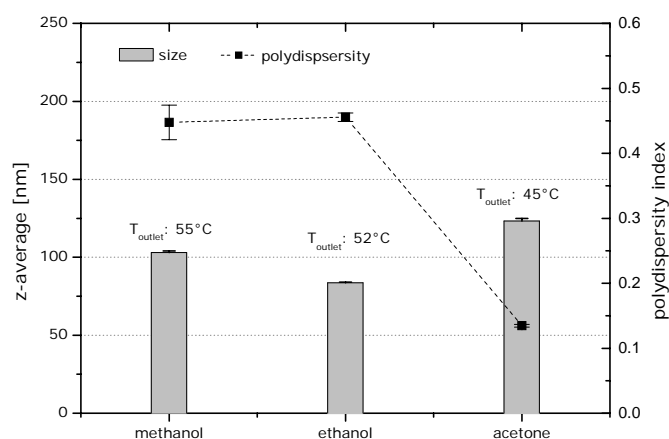 250
200
150
100
50
0
z-average [nm]
size
polydispsersity
T outlet: 55°C
T outlet: 52°C
T outlet: 45°C
methanol
ethanol
acetone
0.6
0.5
0.4
0.3
0.2
0.1
0.0
polydispersity index